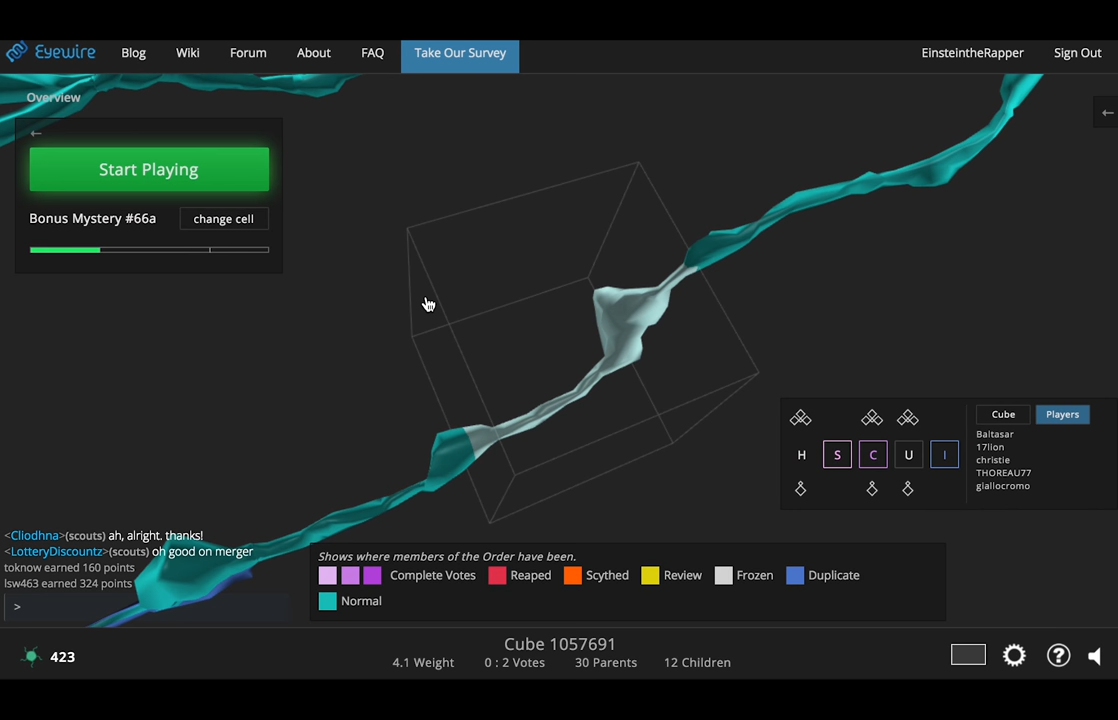 Eyewire Blog Wiki Forum About FAQ Take Our Survey EinsteintheRapper Sign Out
Overview
←
←
Start Playing
Bonus Mystery #66a change cell
H S C U I
Cube Players
Baltasar
17lion
christie
THOREAU77
giallocromo
<Cliodhna>(scouts) ah, alright. thanks!
<LotteryDiscountz>(scouts) oh good on merger
toknow earned 160 points
lsw463 earned 324 points
>
Shows where members of the Order have been.
Complete Votes Reaped Scythed Review Frozen Duplicate
Normal
423
Cube 1057691
4.1 Weight 0 : 2 Votes 30 Parents 12 Children
?